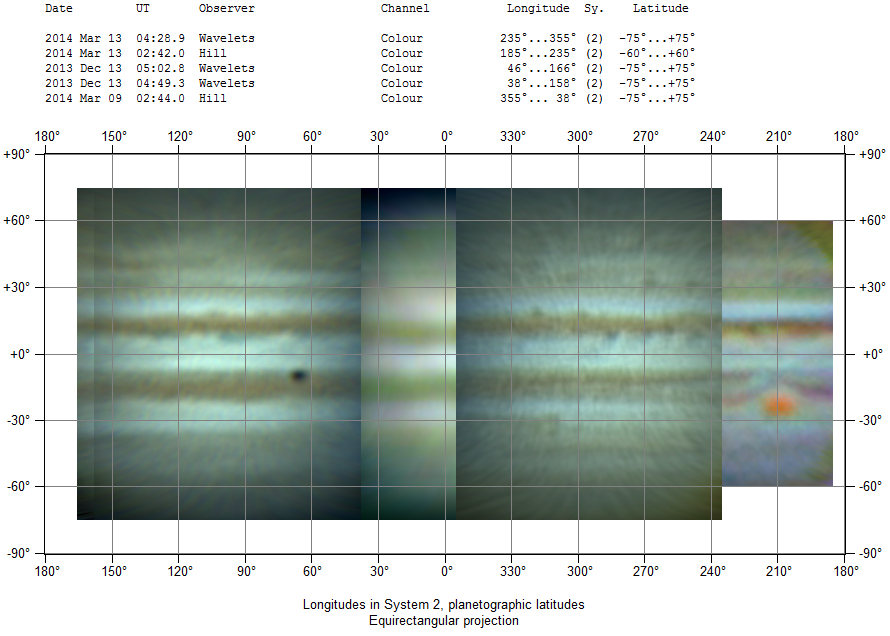 Date UT Observer Channel Longitude Sy. Latitude
2014 Mar 13 04:28.9 Wavelets Colour 235°...355° (2) -75°...+75°
2014 Mar 13 02:42.0 Hill Colour 185°...235° (2) -60°...+60°
2013 Dec 13 05:02.8 Wavelets Colour 46°...166° (2) -75°...+75°
2013 Dec 13 04:49.3 Wavelets Colour 38°...158° (2) -75°...+75°
2014 Mar 09 02:44.0 Hill Colour 355°... 38° (2) -75°...+75°
180° 150° 120° 90° 60° 30° 0° 330° 300° 270° 240° 210° 180°
+90° +90°
+60° +60°
+30° +30°
+0° +0°
-30° -30°
-60° -60°
-90° -90°
180° 150° 120° 90° 60° 30° 0° 330° 300° 270° 240° 210° 180°
Longitudes in System 2, planetographic latitudes
Equirectangular projection